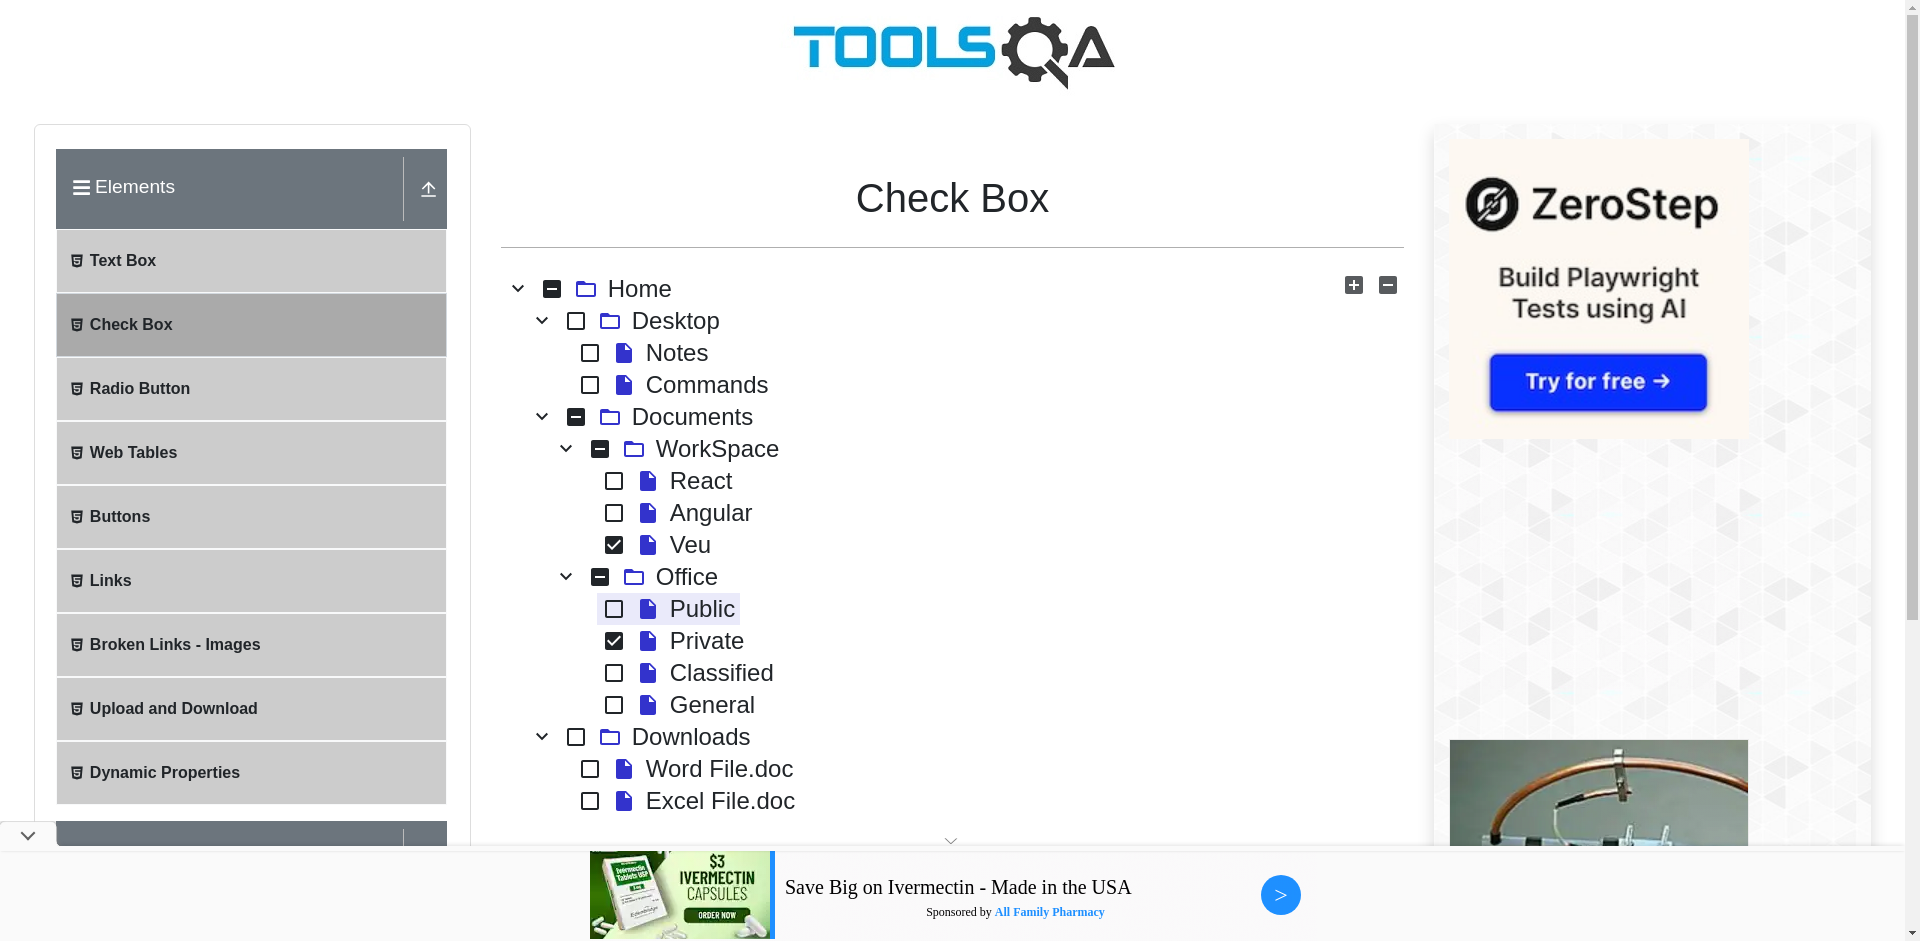 TOOLSQA
Elements
Text Box
Check Box
Radio Button
Web Tables
Buttons
Links
Broken Links - Images
Upload and Download
Dynamic Properties
Check Box
Home
Desktop
Notes
Commands
Documents
WorkSpace
React
Angular
Veu
Office
Public
Private
Classified
General
Downloads
Word File.doc
Excel File.doc
ZeroStep
Build Playwright
Tests using AI
Try for free →
$3
IVERMECTIN
CAPSULES
ORDER NOW
Ivermectin
Tablets USP
Save Big on Ivermectin - Made in the USA
Sponsored by All Family Pharmacy
>